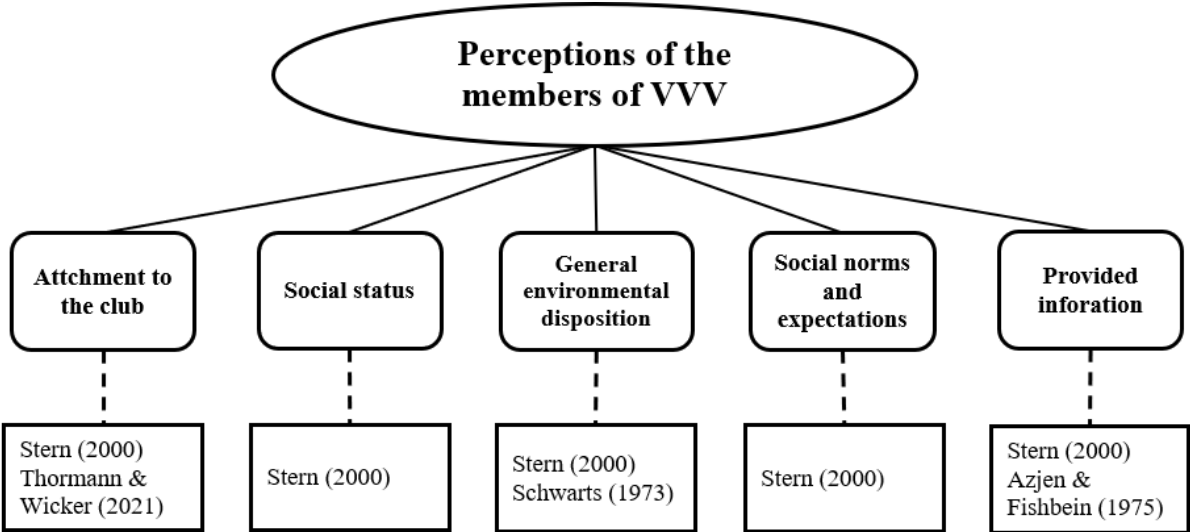 Perceptions of the
members of VVV
Attchment to
the club
Social status
General
environmental
disposition
Social norms
and
expectations
Provided
inforation
Stern (2000)
Thormann &
Wicker (2021)
Stern (2000)
Stern (2000)
Schwarts (1973)
Stern (2000)
Stern (2000)
Azjen &
Fishbein (1975)